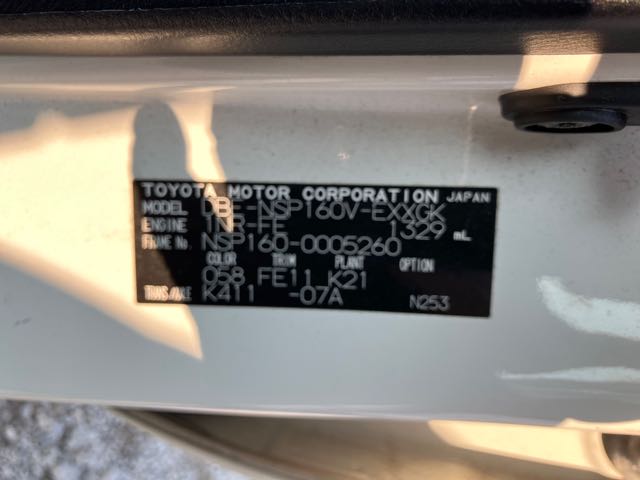 TOYOTA MOTOR CORPORATION JAPAN
MODEL DBE-NSP160V-EXXGK
ENGINE 1NR-FE 1329 mL
FRAME No. NSP160-0005260
COLOR TRIM PLANT OPTION
058 FE11 K21
TRANS/AXLE K411 -07A N253